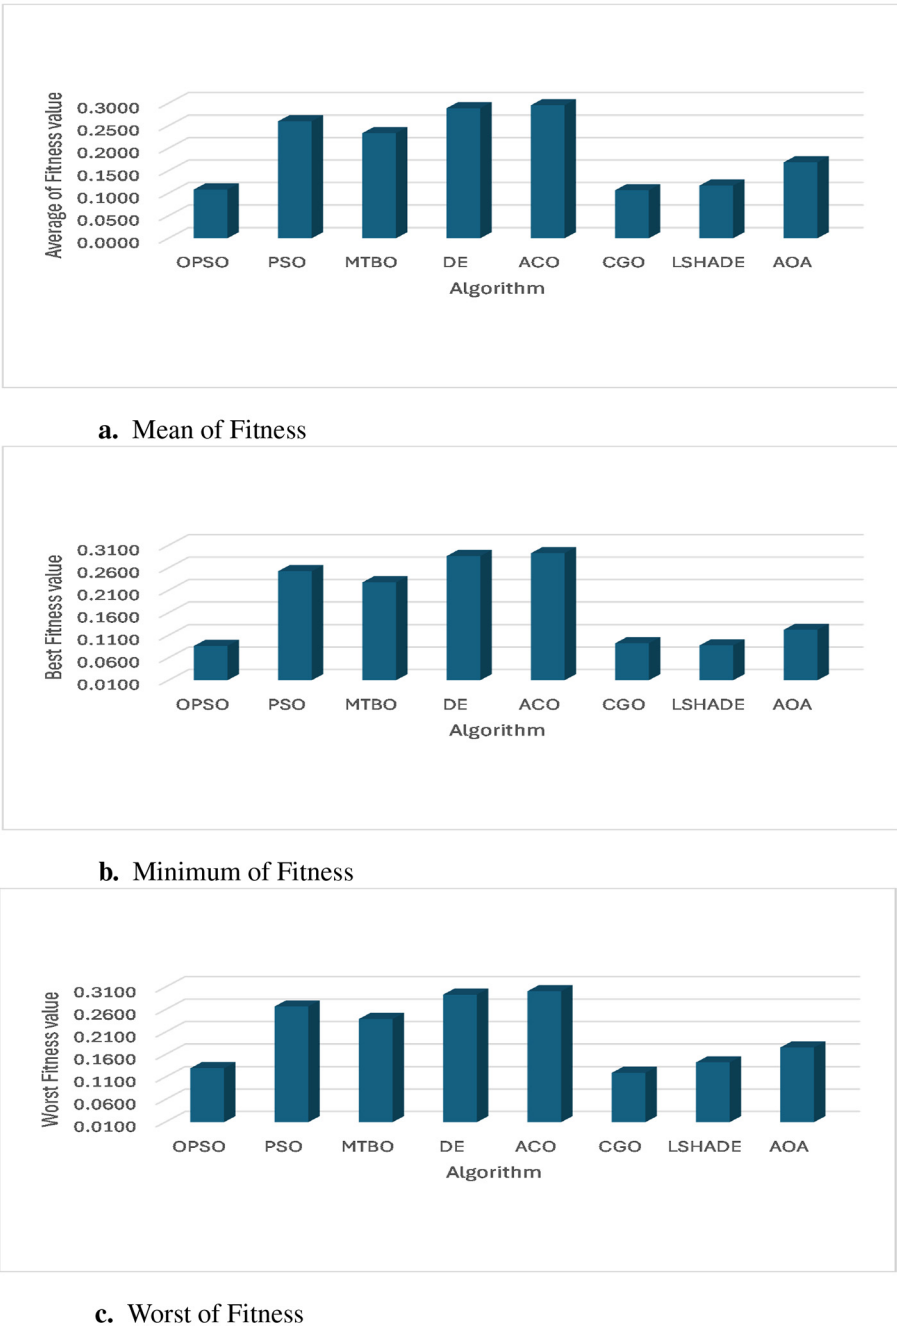 Average of Fitness value
0.3000
0.2500
0.2000
0.1500
0.1000
0.0500
0.0000
OPSO PSO MTBO DE ACO CGO LSHADE AOA
Algorithm
a. Mean of Fitness
Best Fitness value
0.3100
0.2600
0.2100
0.1600
0.1100
0.0600
0.0100
OPSO PSO MTBO DE ACO CGO LSHADE AOA
Algorithm
b. Minimum of Fitness
Worst Fitness value
0.3100
0.2600
0.2100
0.1600
0.1100
0.0600
0.0100
OPSO PSO MTBO DE ACO CGO LSHADE AOA
Algorithm
c. Worst of Fitness